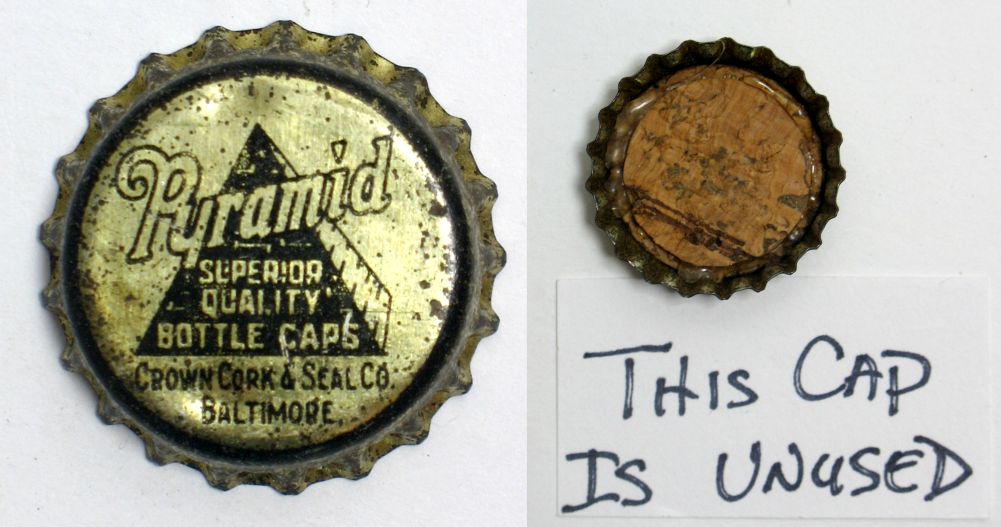 Pyramid
SUPERIOR
QUALITY
BOTTLE CAPS
CROWN CORK & SEAL CO.
BALTIMORE
THIS CAP
IS UNUSED